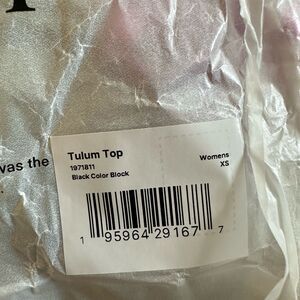 was the
Tulum Top
1971811
Black Color Block
Womens
XS
1 95964 29167 7